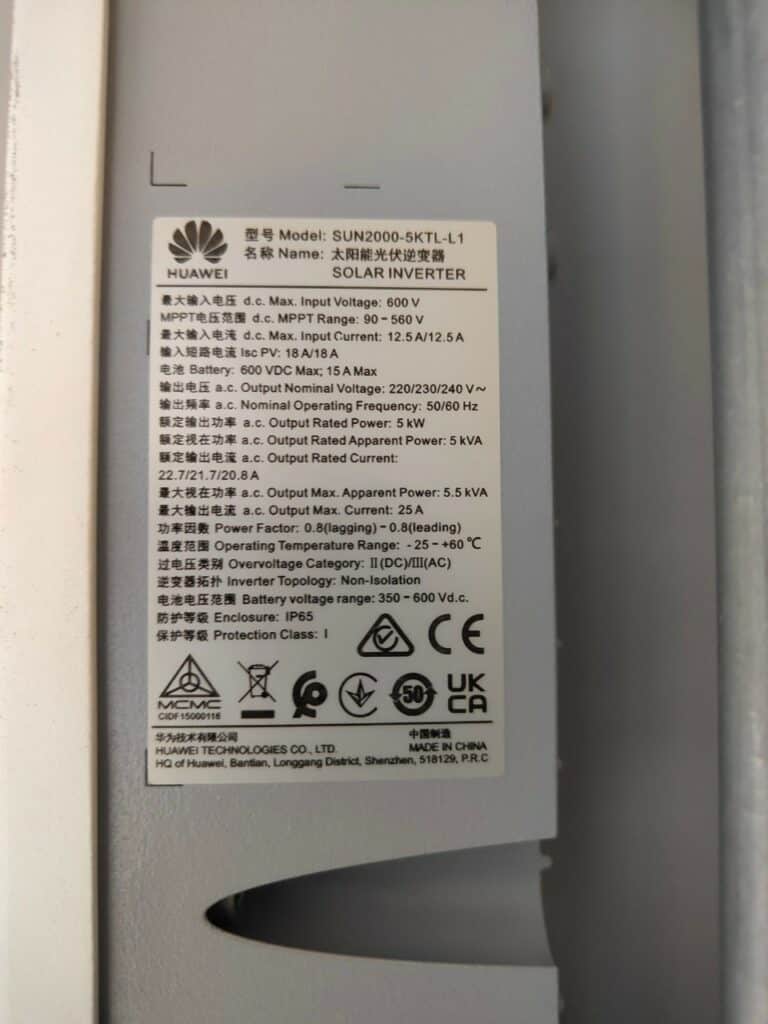 型号 Model: SUN2000-5KTL-L1
名称 Name: 太阳能光伏逆变器
SOLAR INVERTER
HUAWEI
最大输入电压 d.c. Max. Input Voltage: 600 V
MPPT电压范围 d.c. MPPT Range: 90 – 560 V
最大输入电流 d.c. Max. Input Current: 12.5 A/12.5 A
输入短路电流 Isc PV: 18 A/18 A
电池 Battery: 600 VDC Max; 15 A Max
输出电压 a.c. Output Nominal Voltage: 220/230/240 V～
输出频率 a.c. Nominal Operating Frequency: 50/60 Hz
额定输出功率 a.c. Output Rated Power: 5 kW
额定视在功率 a.c. Output Rated Apparent Power: 5 kVA
额定输出电流 a.c. Output Rated Current:
22.7/21.7/20.8 A
最大视在功率 a.c. Output Max. Apparent Power: 5.5 kVA
最大输出电流 a.c. Output Max. Current: 25 A
功率因数 Power Factor: 0.8(lagging) – 0.8(leading)
温度范围 Operating Temperature Range: - 25 – +60 ℃
过电压类别 Overvoltage Category: Ⅱ(DC)/Ⅲ(AC)
逆变器拓扑 Inverter Topology: Non-Isolation
电池电压范围 Battery voltage range: 350 – 600 Vd.c.
防护等级 Enclosure: IP65
保护等级 Protection Class: I
CE
MCMC
CIDF15000116
50
UK
CA
华为技术有限公司
HUAWEI TECHNOLOGIES CO., LTD.
中国制造
MADE IN CHINA
HQ of Huawei, Bantian, Longgang District, Shenzhen, 518129, P.R.C